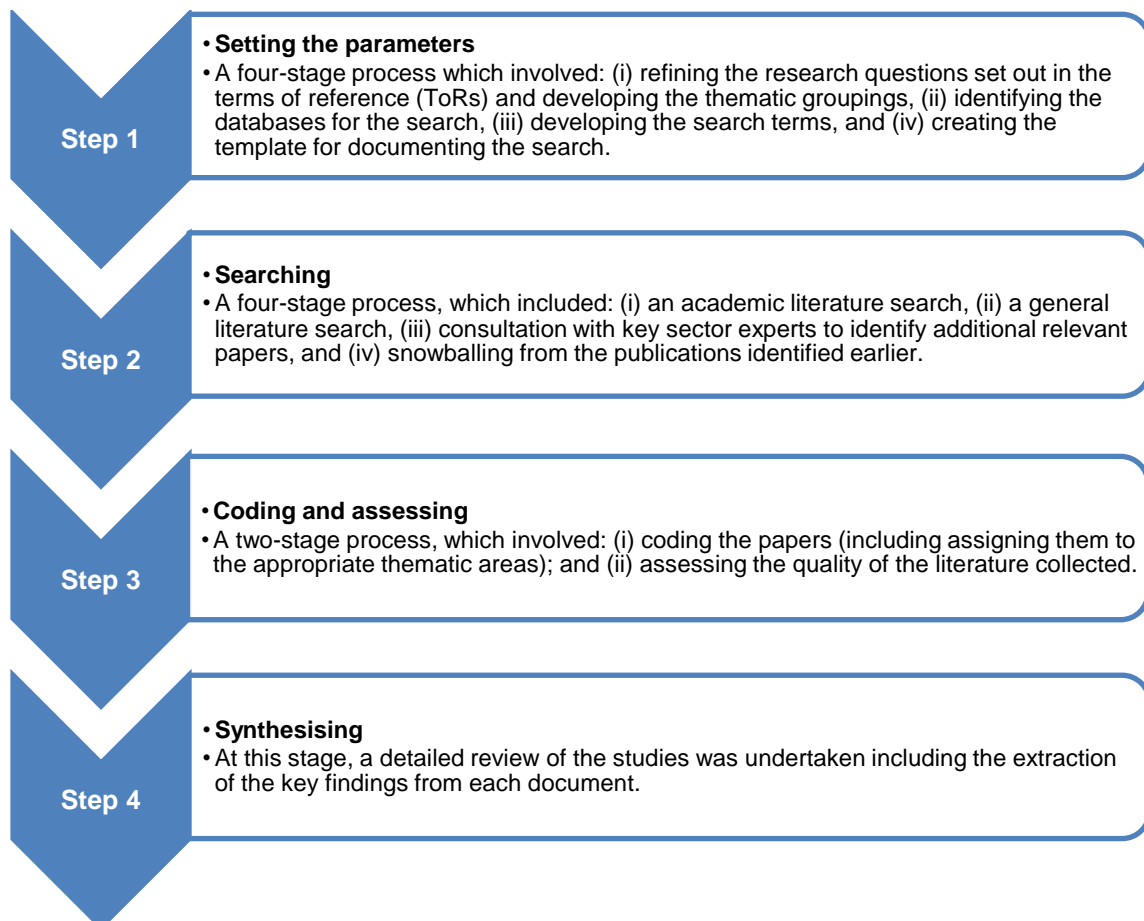 Step 1
• Setting the parameters
• A four-stage process which involved: (i) refining the research questions set out in the
terms of reference (ToRs) and developing the thematic groupings, (ii) identifying the
databases for the search, (iii) developing the search terms, and (iv) creating the
template for documenting the search.
Step 2
• Searching
• A four-stage process, which included: (i) an academic literature search, (ii) a general
literature search, (iii) consultation with key sector experts to identify additional relevant
papers, and (iv) snowballing from the publications identified earlier.
Step 3
• Coding and assessing
• A two-stage process, which involved: (i) coding the papers (including assigning them to
the appropriate thematic areas); and (ii) assessing the quality of the literature collected.
Step 4
• Synthesising
• At this stage, a detailed review of the studies was undertaken including the extraction
of the key findings from each document.